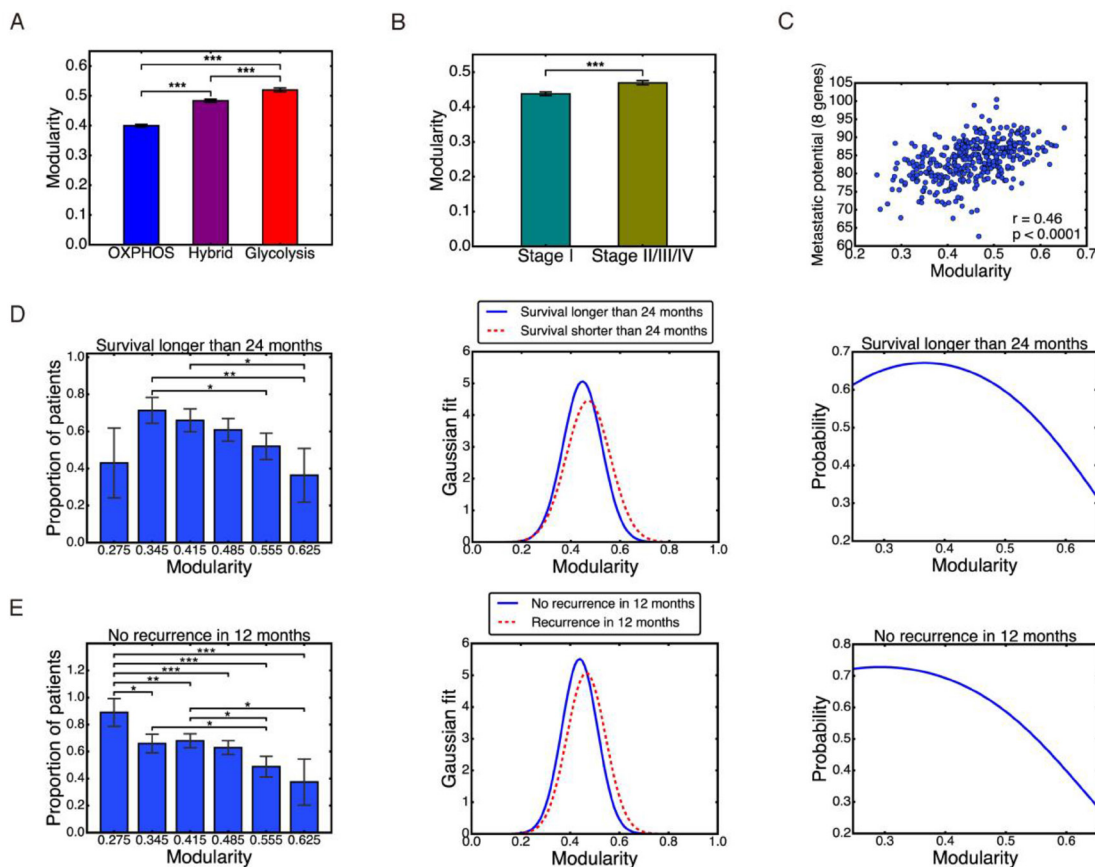 A
Modularity
0.6
0.5
0.4
0.3
0.2
0.1
0.0
***
***
***
OXPHOS Hybrid Glycolysis
B
Modularity
0.5
0.4
0.3
0.2
0.1
0.0
***
Stage I Stage II/III/IV
C
Metastatic potential (8 genes)
105
100
95
90
85
80
75
70
65
60
r = 0.46
p < 0.0001
0.2 0.3 0.4 0.5 0.6 0.7
Modularity
D
Survival longer than 24 months
Proportion of patients
1.0
0.8
0.6
0.4
0.2
0.0
*
**
*
0.275 0.345 0.415 0.485 0.555 0.625
Modularity
Survival longer than 24 months
Survival shorter than 24 months
Gaussian fit
6
5
4
3
2
1
0
0.0 0.2 0.4 0.6 0.8 1.0
Modularity
Survival longer than 24 months
Probability
0.7
0.6
0.5
0.4
0.3
0.2
0.3 0.4 0.5 0.6
Modularity
E
No recurrence in 12 months
Proportion of patients
1.2
1.0
0.8
0.6
0.4
0.2
0.0
***
***
***
**
*
*
*
*
0.275 0.345 0.415 0.485 0.555 0.625
Modularity
No recurrence in 12 months
Recurrence in 12 months
Gaussian fit
6
5
4
3
2
1
0
0.0 0.2 0.4 0.6 0.8 1.0
Modularity
No recurrence in 12 months
Probability
0.8
0.7
0.6
0.5
0.4
0.3
0.2
0.3 0.4 0.5 0.6
Modularity